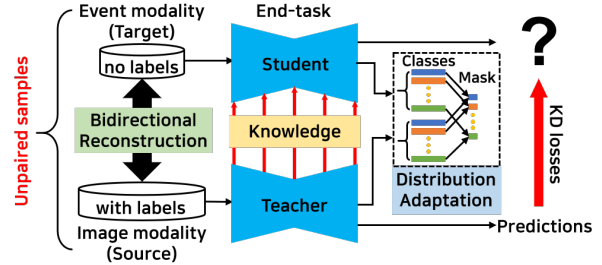 Event modality
(Target)
End-task
no labels
Student
Classes
Mask
?
Unpaired samples
Bidirectional
Reconstruction
Knowledge
KD losses
with labels
Teacher
Distribution
Adaptation
Predictions
Image modality
(Source)